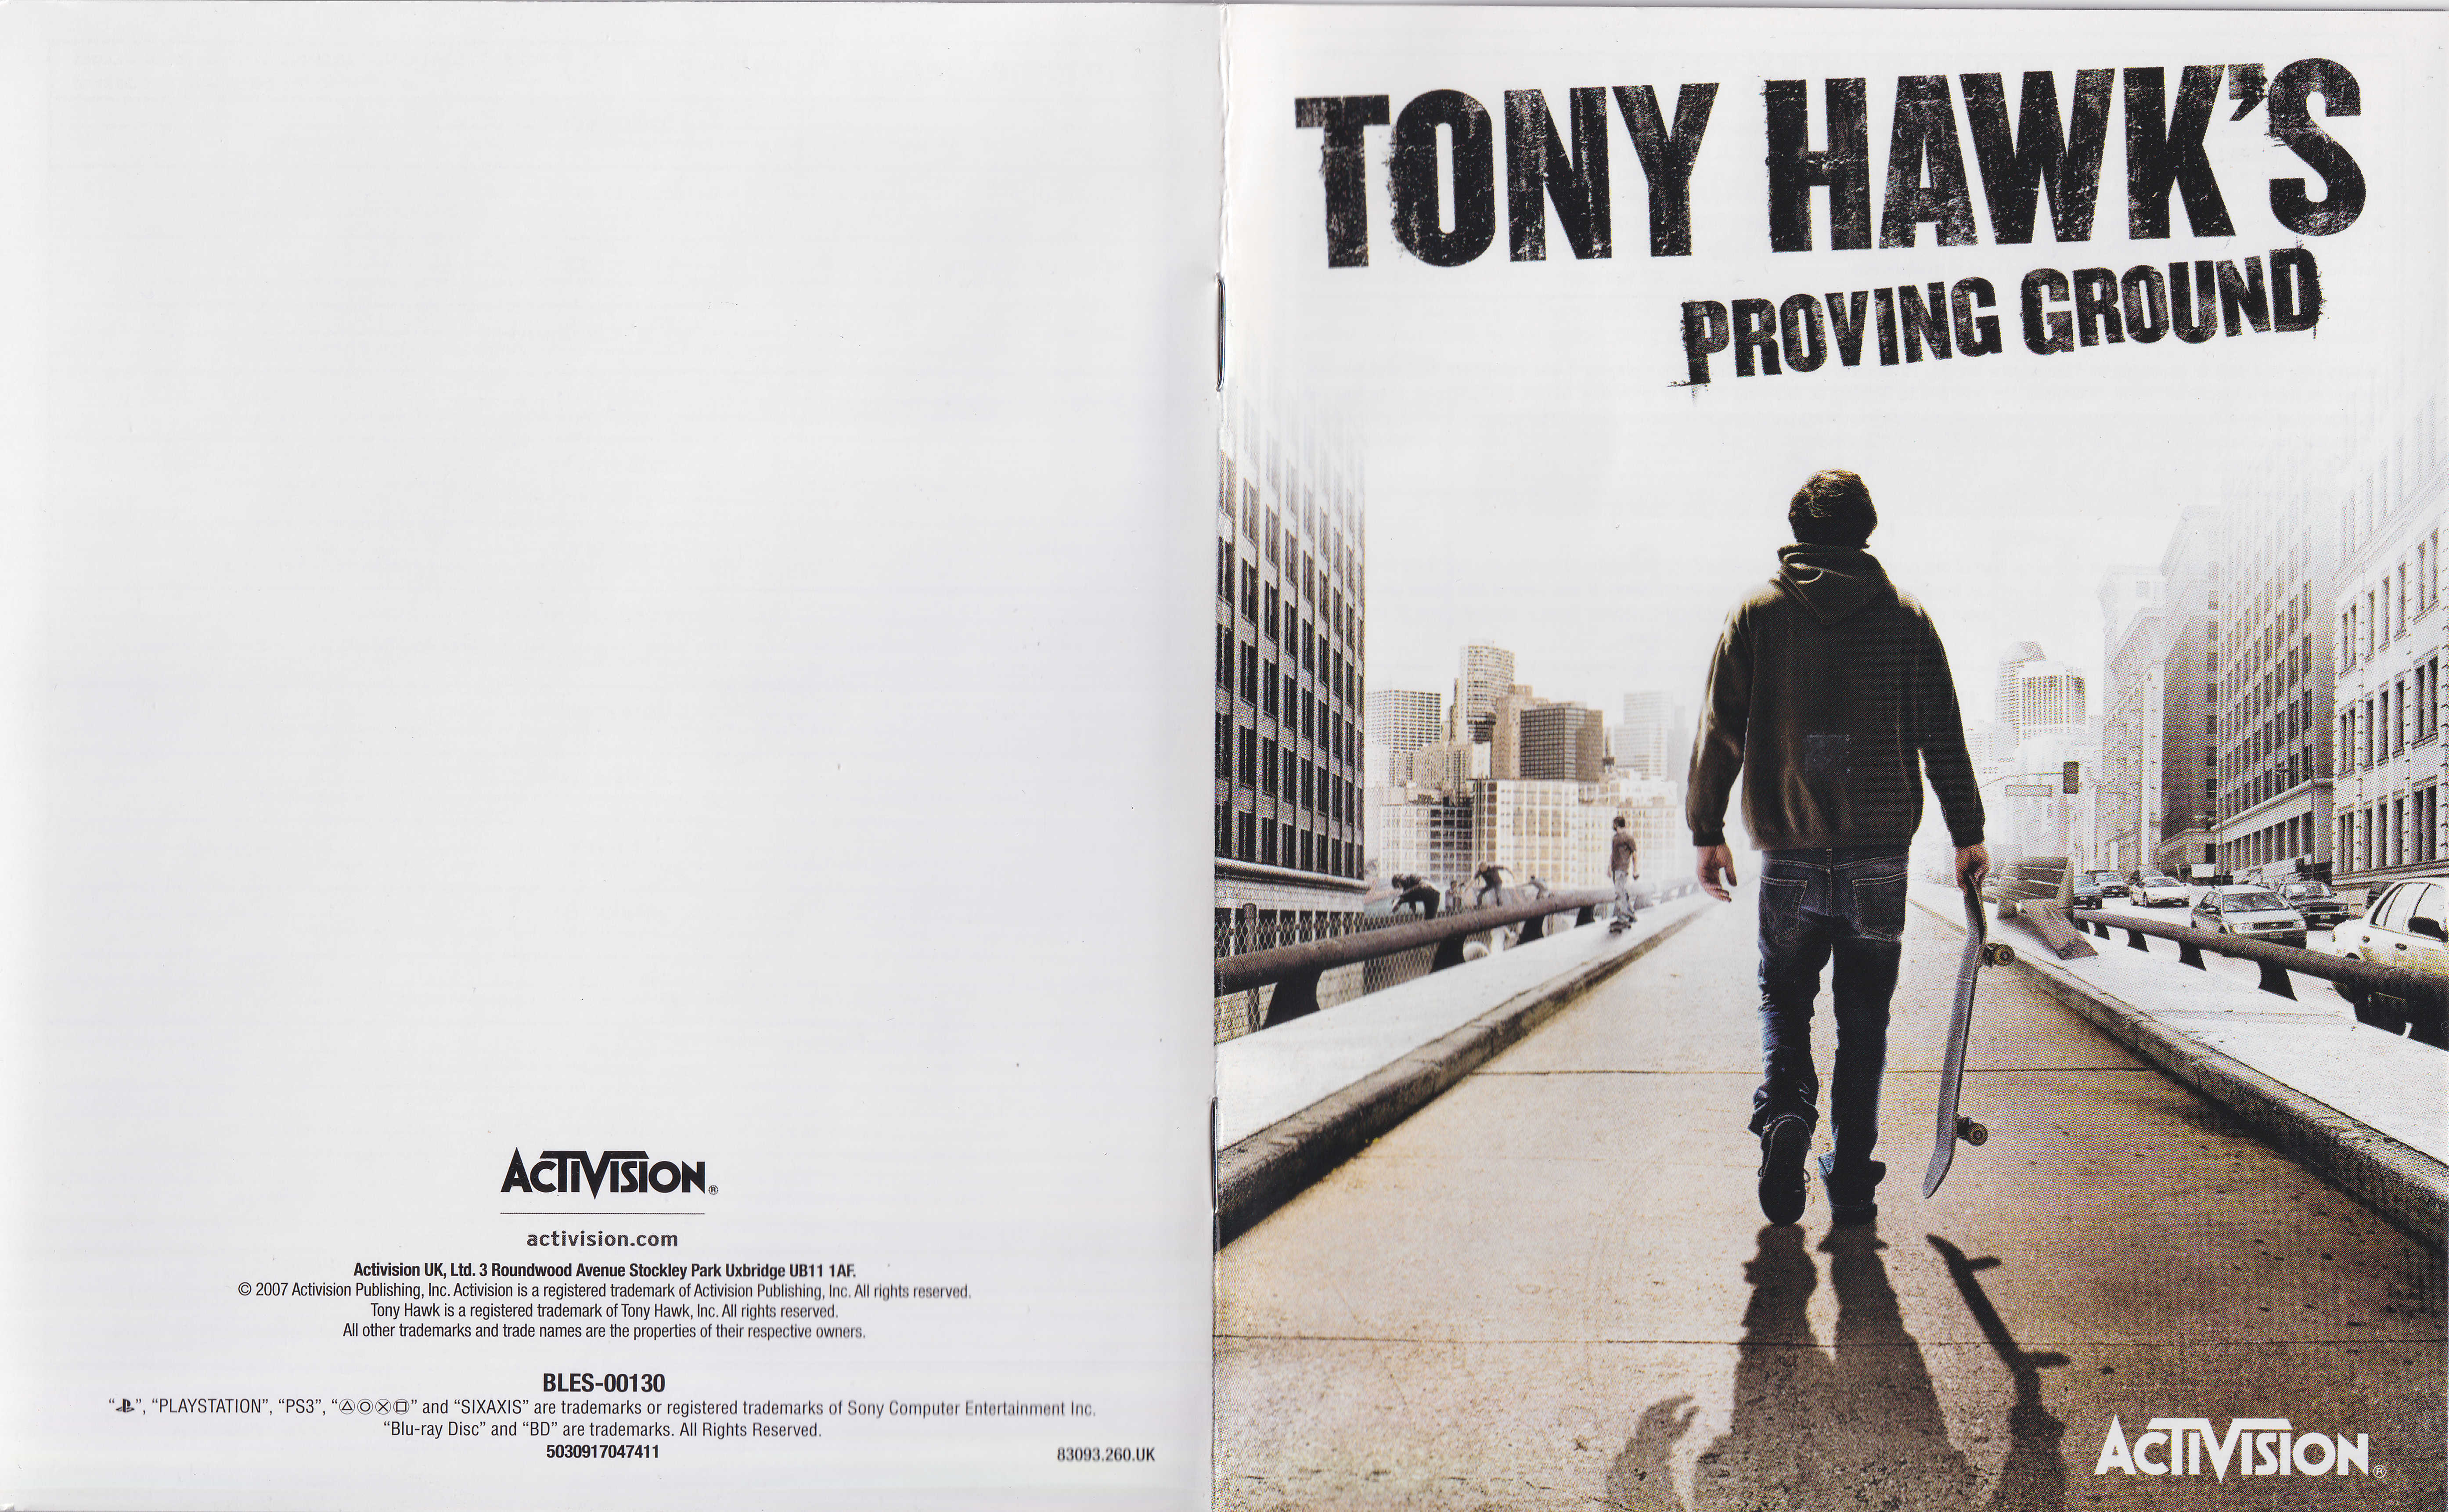 ACTIVISION®
activision.com
Activision UK, Ltd. 3 Roundwood Avenue Stockley Park Uxbridge UB11 1AF.
© 2007 Activision Publishing, Inc. Activision is a registered trademark of Activision Publishing, Inc. All rights reserved.
Tony Hawk is a registered trademark of Tony Hawk, Inc. All rights reserved.
All other trademarks and trade names are the properties of their respective owners.
BLES-00130
“”, “PLAYSTATION”, “PS3”, “△○✕□” and “SIXAXIS” are trademarks or registered trademarks of Sony Computer Entertainment Inc.
“Blu-ray Disc” and “BD” are trademarks. All Rights Reserved.
5030917047411
83093.260.UK
TONY HAWK’S
PROVING GROUND
ACTIVISION®